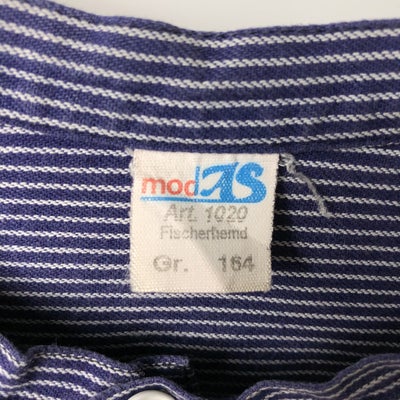 modAS
Art. 1020
Fischerhemd
Gr. 164